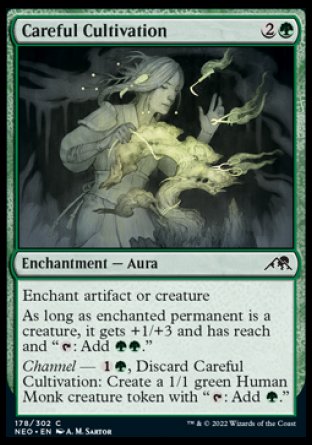 Careful Cultivation 2
Enchantment — Aura
Enchant artifact or creature
As long as enchanted permanent is a
creature, it gets +1/+3 and has reach
and “: Add .”
Channel — 1, Discard Careful
Cultivation: Create a 1/1 green Human
Monk creature token with “: Add .”
178/302 C
NEO • EN A. M. Sartor
™ & © 2022 Wizards of the Coast